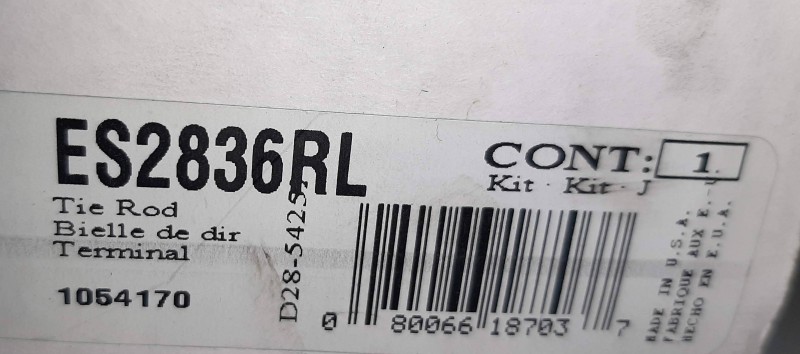 ES2836RL
CONT: 1
Kit · Kit · J
Tie Rod
Bielle de dir
Terminal
1054170
D28-5425
0 80066 18703 7
MADE IN U.S.A.
FABRIQUE AUX E.-
HECHO EN E.U.A.